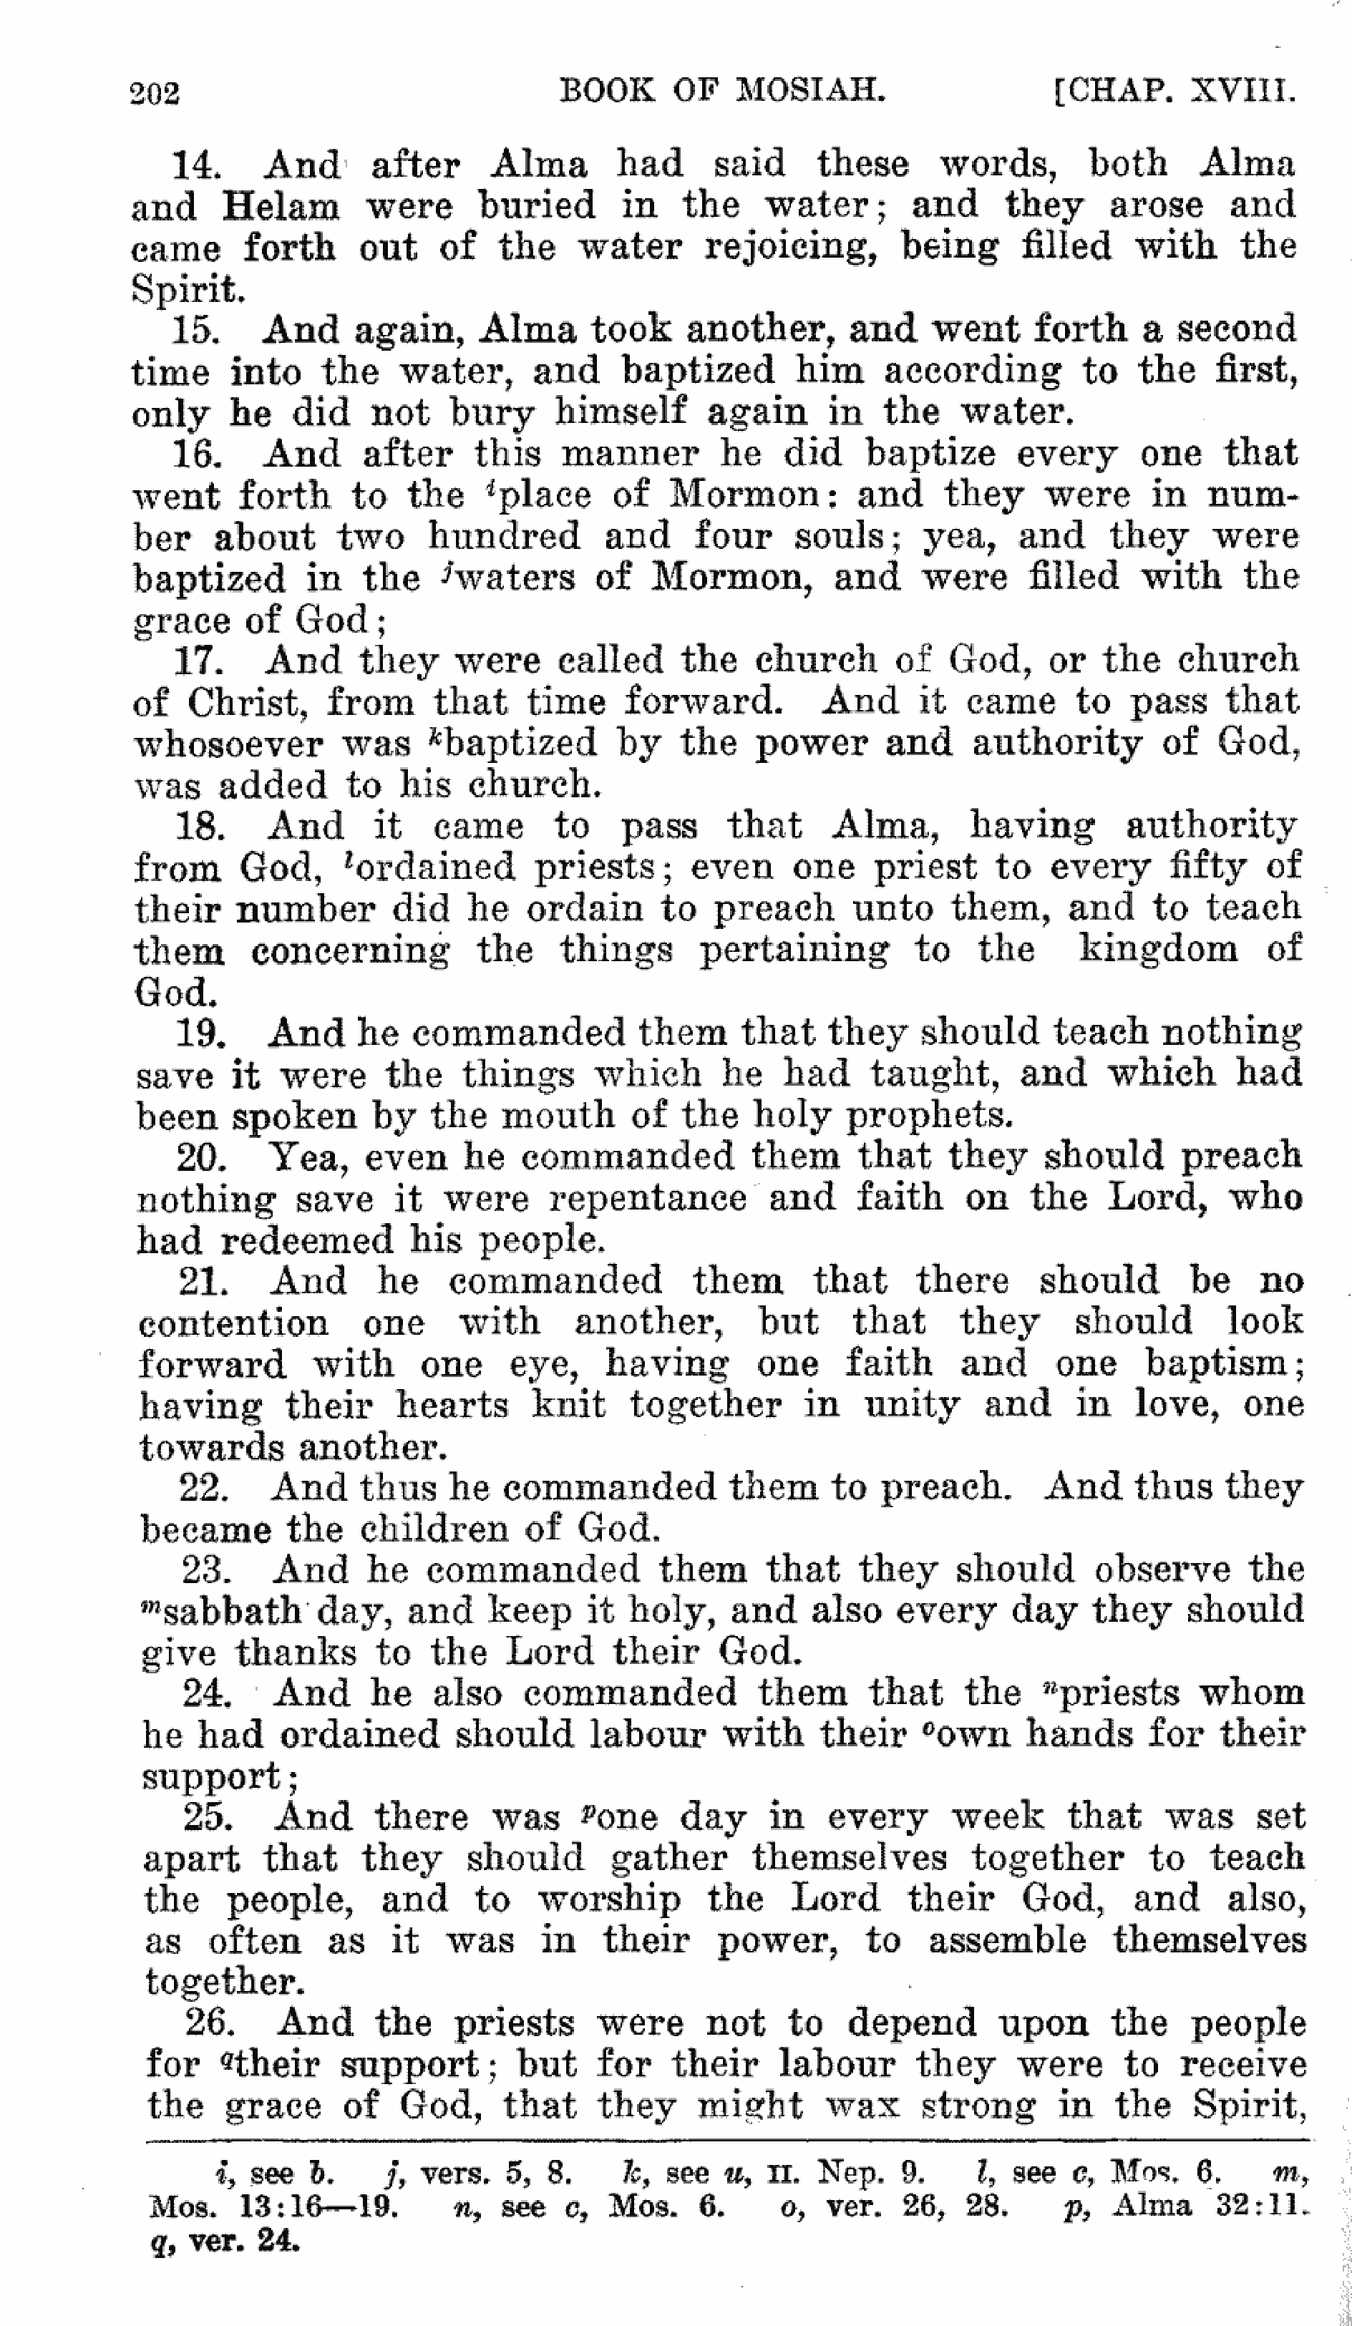 202 BOOK OF MOSIAH. [CHAP. XVIII.
14. And after Alma had said these words, both Alma
and Helam were buried in the water; and they arose and
came forth out of the water rejoicing, being filled with the
Spirit.
15. And again, Alma took another, and went forth a second
time into the water, and baptized him according to the first,
only he did not bury himself again in the water.
16. And after this manner he did baptize every one that
went forth to the iplace of Mormon: and they were in num-
ber about two hundred and four souls; yea, and they were
baptized in the jwaters of Mormon, and were filled with the
grace of God;
17. And they were called the church of God, or the church
of Christ, from that time forward. And it came to pass that
whosoever was kbaptized by the power and authority of God,
was added to his church.
18. And it came to pass that Alma, having authority
from God, lordained priests; even one priest to every fifty of
their number did he ordain to preach unto them, and to teach
them concerning the things pertaining to the kingdom of
God.
19. And he commanded them that they should teach nothing
save it were the things which he had taught, and which had
been spoken by the mouth of the holy prophets.
20. Yea, even he commanded them that they should preach
nothing save it were repentance and faith on the Lord, who
had redeemed his people.
21. And he commanded them that there should be no
contention one with another, but that they should look
forward with one eye, having one faith and one baptism;
having their hearts knit together in unity and in love, one
towards another.
22. And thus he commanded them to preach. And thus they
became the children of God.
23. And he commanded them that they should observe the
msabbath day, and keep it holy, and also every day they should
give thanks to the Lord their God.
24. And he also commanded them that the npriests whom
he had ordained should labour with their oown hands for their
support;
25. And there was pone day in every week that was set
apart that they should gather themselves together to teach
the people, and to worship the Lord their God, and also,
as often as it was in their power, to assemble themselves
together.
26. And the priests were not to depend upon the people
for qtheir support; but for their labour they were to receive
the grace of God, that they might wax strong in the Spirit,
i, see b. j, vers. 5, 8. k, see u, II. Nep. 9. l, see c, Mos. 6. m,
Mos. 13:16—19. n, see c, Mos. 6. o, ver. 26, 28. p, Alma 32:11.
q, ver. 24.